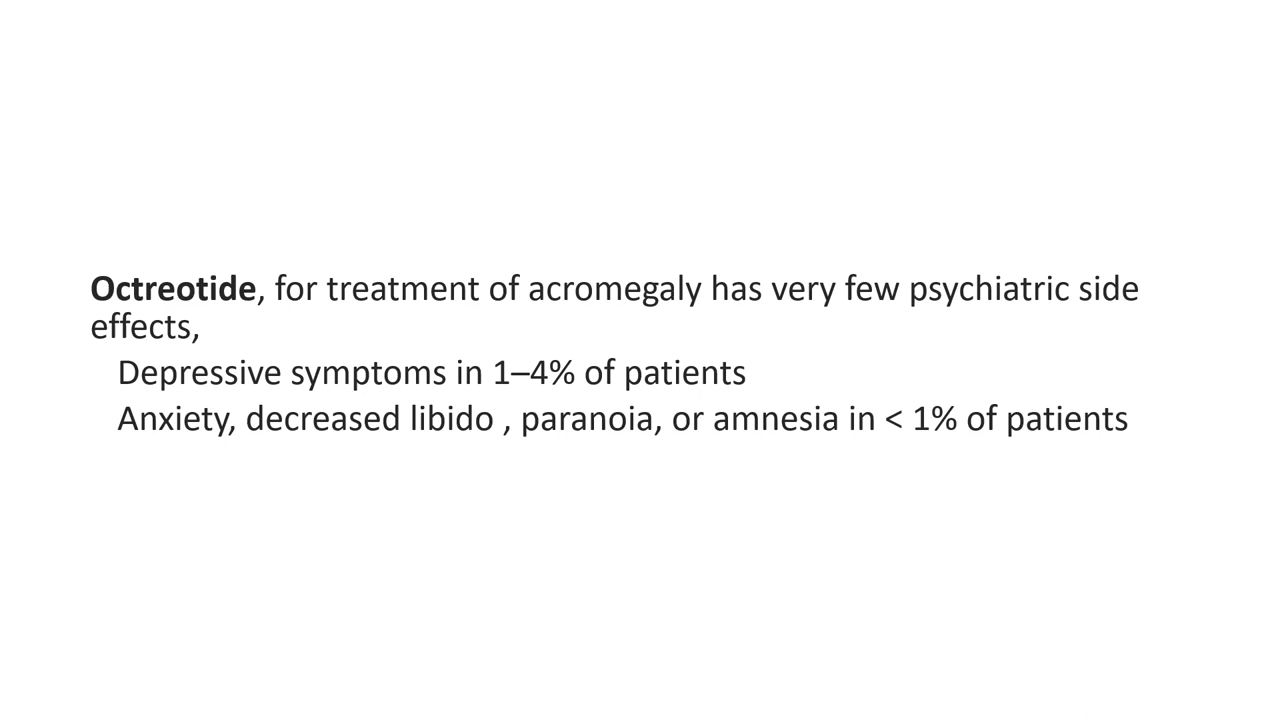 Octreotide, for treatment of acromegaly has very few psychiatric side
effects,
Depressive symptoms in 1–4% of patients
Anxiety, decreased libido , paranoia, or amnesia in < 1% of patients